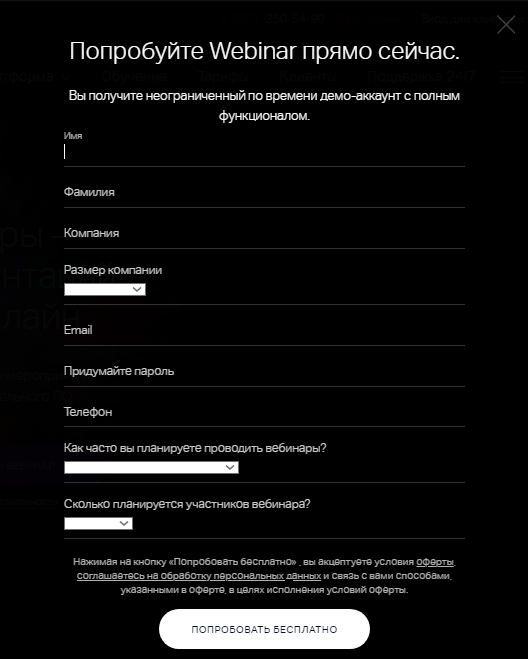 Попробуйте Webinar прямо сейчас.
Вы получите неограниченный по времени демо-аккаунт с полным
функционалом.
Имя
Фамилия
Компания
Размер компании
Email
Придумайте пароль
Телефон
Как часто вы планируете проводить вебинары?
Сколько планируется участников вебинара?
Нажимая на кнопку «Попробовать бесплатно» , вы акцептуете условия оферты,
соглашаетесь на обработку персональных данных и связь с вами способами,
указанными в оферте, в целях исполнения условий оферты.
ПОПРОБОВАТЬ БЕСПЛАТНО